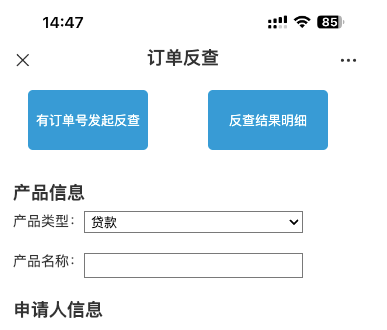 14:47
85
订单反查
有订单号发起反查
反查结果明细
产品信息
产品类型：
贷款
产品名称：
申请人信息